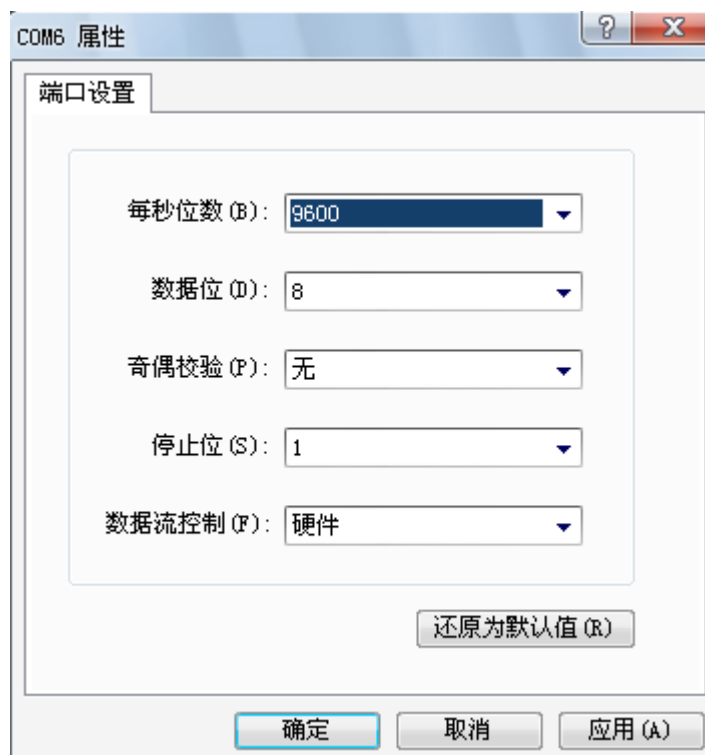 COM6 属性
端口设置
每秒位数(B): 9600
数据位(D): 8
奇偶校验(P): 无
停止位(S): 1
数据流控制(F): 硬件
还原为默认值(R)
确定 取消 应用(A)